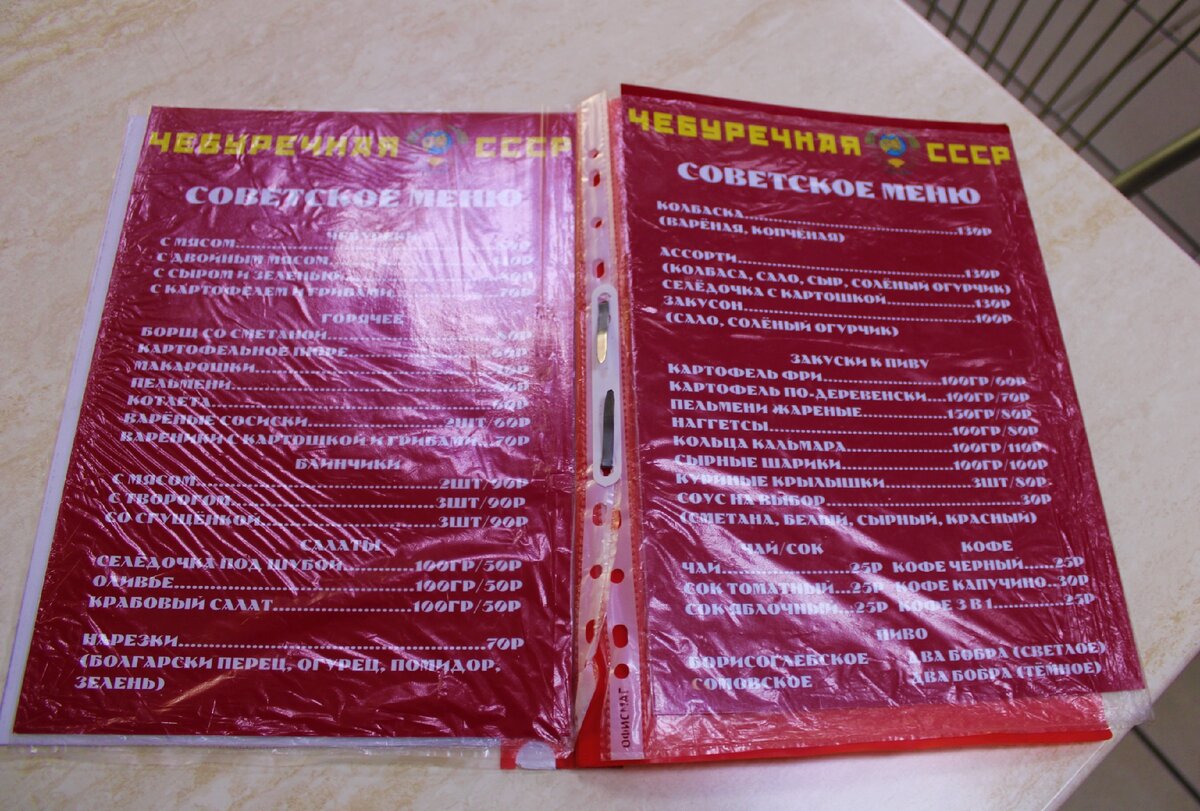 ЧЕБУРЕЧНАЯ СССР
СОВЕТСКОЕ МЕНЮ
ЧЕБУРЕКИ
С МЯСОМ
С ДВОЙНЫМ МЯСОМ
С СЫРОМ И ЗЕЛЕНЬЮ
С КАРТОФЕЛЕМ И ГРИБАМИ 70Р
ГОРЯЧЕЕ
БОРЩ СО СМЕТАНОЙ
КАРТОФЕЛЬНОЕ ПЮРЕ
МАКАРОШКИ
ПЕЛЬМЕНИ
КОТЛЕТА
ВАРЁНЫЕ СОСИСКИ 2ШТ/60Р
ВАРЕНИКИ С КАРТОШКОЙ И ГРИБАМИ 70Р
БЛИНЧИКИ
С МЯСОМ 2ШТ/90Р
С ТВОРОГОМ 3ШТ/90Р
СО СГУЩЁНКОЙ 3ШТ/90Р
САЛАТЫ
СЕЛЁДОЧКА ПОД ШУБОЙ 100ГР/50Р
ОЛИВЬЕ 100ГР/50Р
КРАБОВЫЙ САЛАТ 100ГР/50Р
НАРЕЗКИ 70Р
(БОЛГАРСКИ ПЕРЕЦ, ОГУРЕЦ, ПОМИДОР,
ЗЕЛЕНЬ)
ЧЕБУРЕЧНАЯ СССР
СОВЕТСКОЕ МЕНЮ
КОЛБАСКА 130Р
(ВАРЁНАЯ, КОПЧЁНАЯ)
АССОРТИ 130Р
(КОЛБАСА, САЛО, СЫР, СОЛЁНЫЙ ОГУРЧИК)
СЕЛЁДОЧКА С КАРТОШКОЙ 130Р
ЗАКУСОН 100Р
(САЛО, СОЛЁНЫЙ ОГУРЧИК)
ЗАКУСКИ К ПИВУ
КАРТОФЕЛЬ ФРИ 100ГР/60Р
КАРТОФЕЛЬ ПО-ДЕРЕВЕНСКИ 100ГР/70Р
ПЕЛЬМЕНИ ЖАРЕНЫЕ 150ГР/80Р
НАГГЕТСЫ 100ГР/80Р
КОЛЬЦА КАЛЬМАРА 100ГР/110Р
СЫРНЫЕ ШАРИКИ 100ГР/100Р
КУРИНЫЕ КРЫЛЫШКИ 3ШТ/80Р
СОУС НА ВЫБОР 30Р
(СМЕТАНА, БЕЛЫЙ, СЫРНЫЙ, КРАСНЫЙ)
ЧАЙ/СОК КОФЕ
ЧАЙ 25Р КОФЕ ЧЕРНЫЙ 25Р
СОК ТОМАТНЫЙ 25Р КОФЕ КАПУЧИНО 30Р
СОК ЯБЛОЧНЫЙ 25Р КОФЕ 3 В 1 25Р
ПИВО
БОРИСОГЛЕБСКОЕ ДВА БОБРА (СВЕТЛОЕ)
СОМОВСКОЕ ДВА БОБРА (ТЁМНОЕ)
ОФИСМАГ